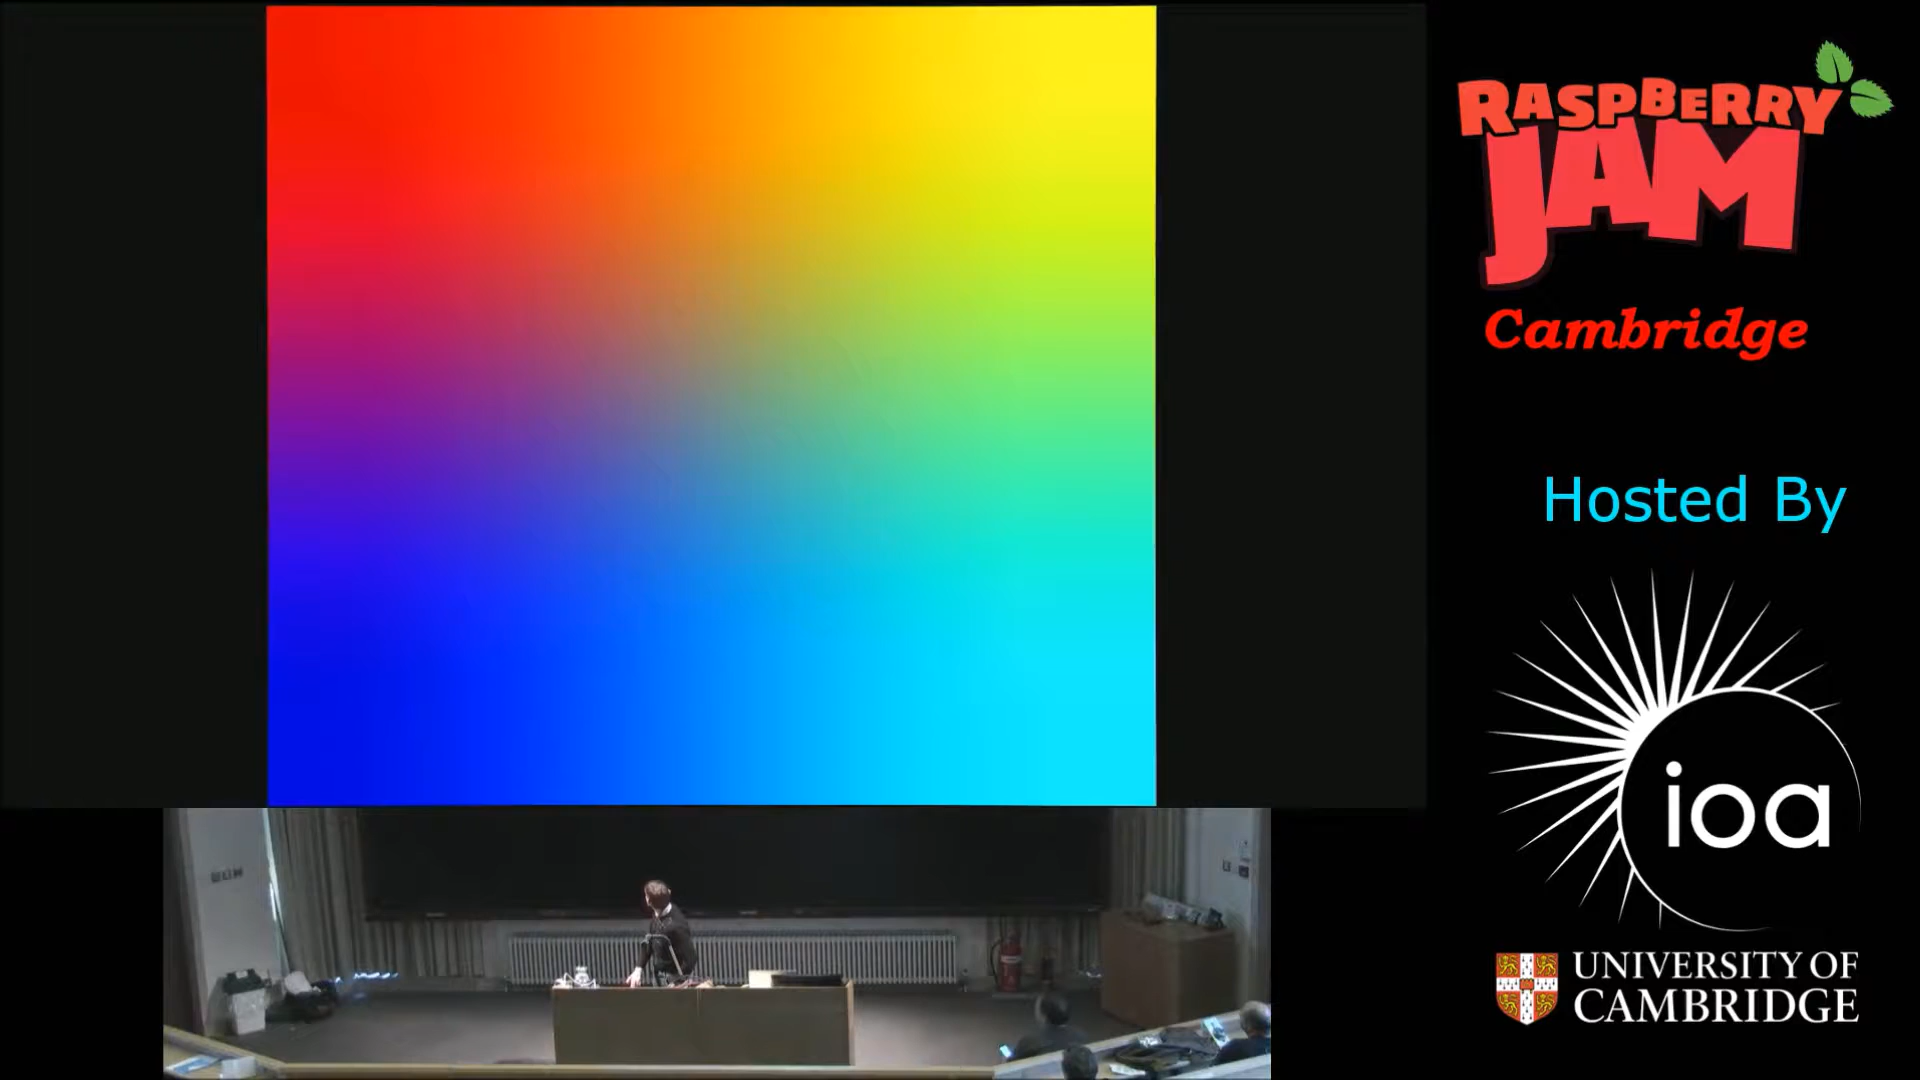 RASPBERRY
JAM
Cambridge
Hosted By
ioa
UNIVERSITY OF
CAMBRIDGE